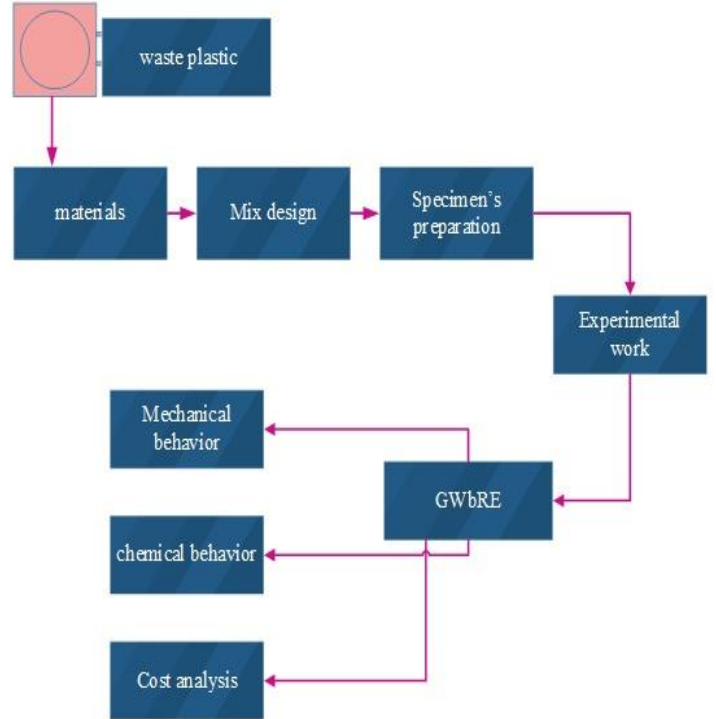 waste plastic
materials
Mix design
Specimen's
preparation
Experimental
work
Mechanical
behavior
GWbRE
chemical behavior
Cost analysis